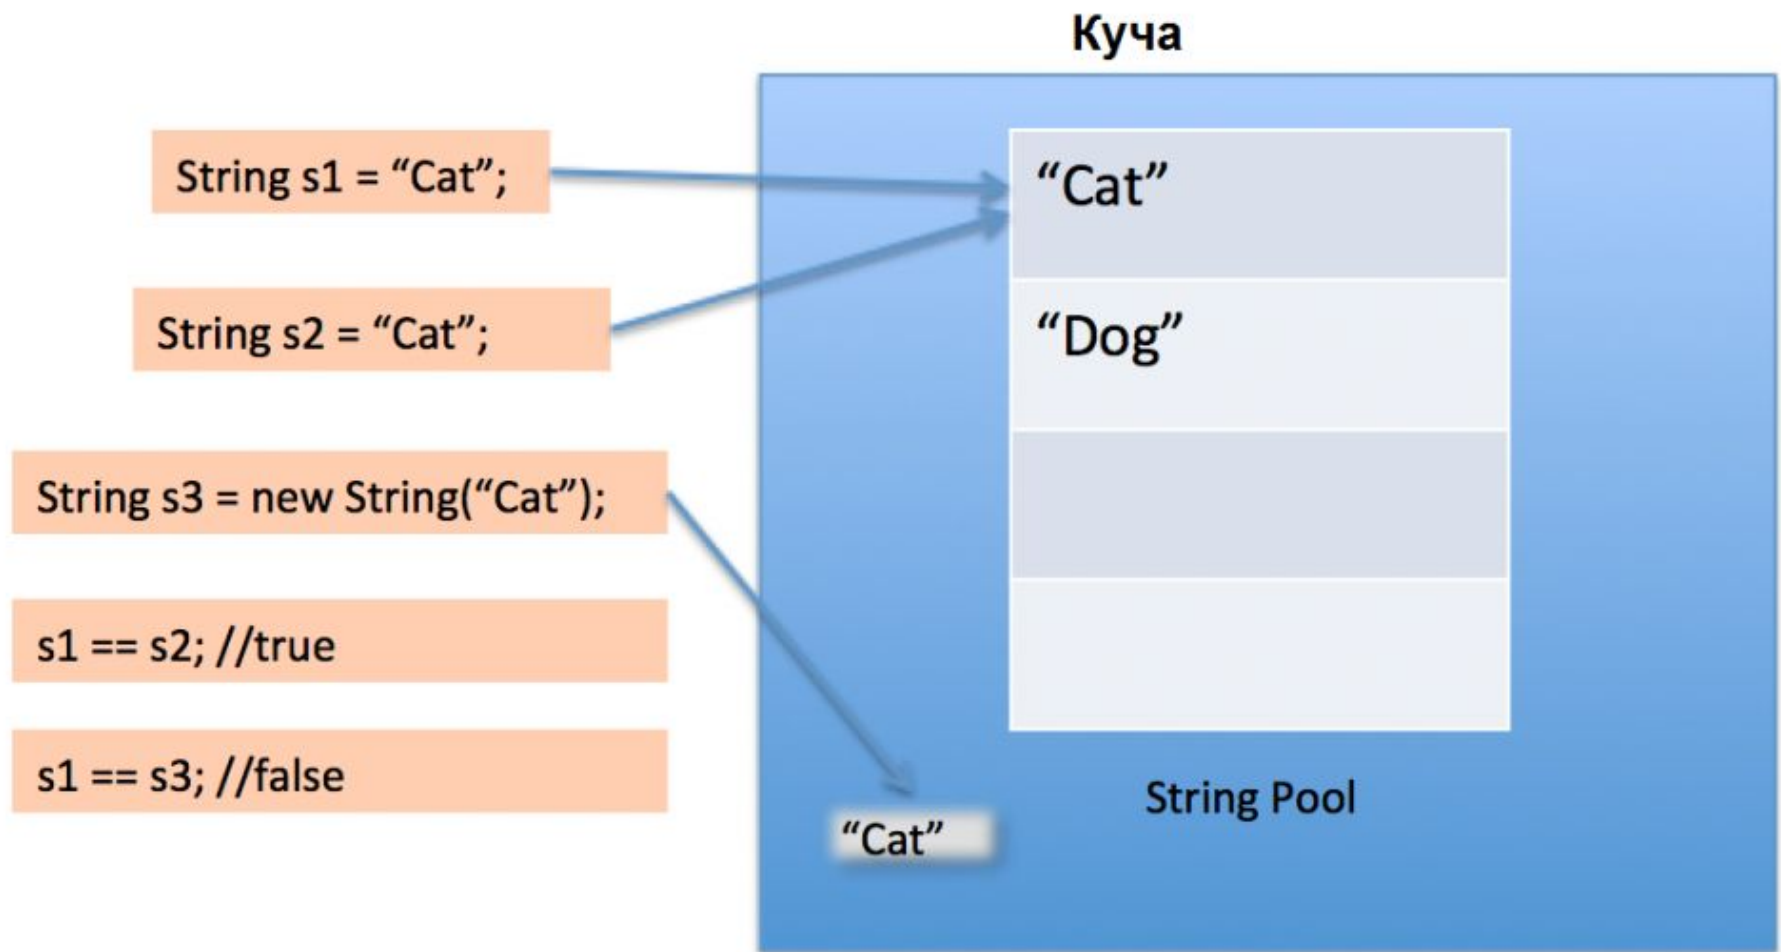 Куча
String s1 = “Cat”;
String s2 = “Cat”;
String s3 = new String(“Cat”);
s1 == s2; //true
s1 == s3; //false
“Cat”
“Dog”
String Pool
“Cat”